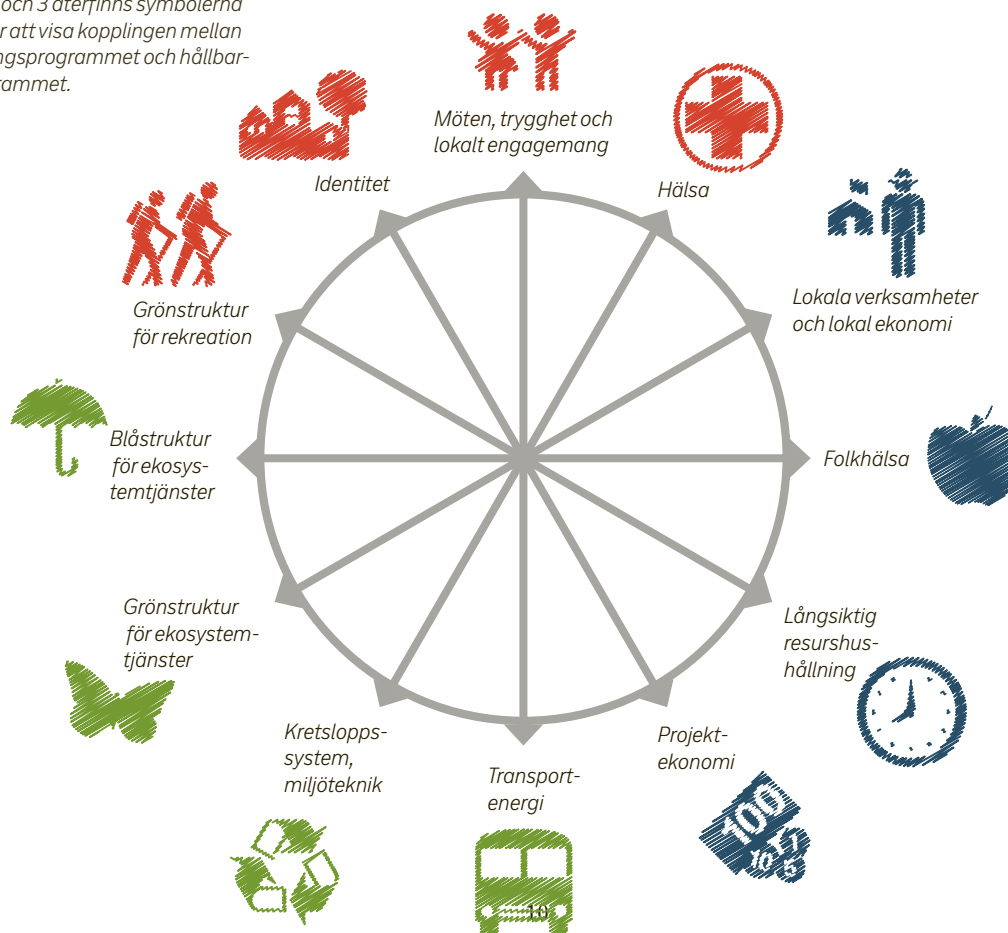 och 3 återfinns symbolerna
r att visa kopplingen mellan
ngsprogrammet och hållbar-
rammet.
Möten, trygghet och
lokalt engagemang
Identitet
Hälsa
Grönstruktur
för rekreation
Lokala verksamheter
och lokal ekonomi
Blåstruktur
för ekosys-
temtjänster
Folkhälsa
Grönstruktur
för ekosystem-
tjänster
Långsiktig
resurshus-
hållning
Kretslopps-
system,
miljöteknik
Projekt-
ekonomi
Transport-
energi
100
10
1
5
10